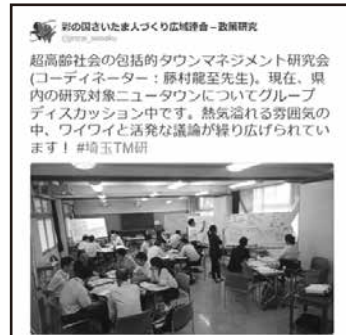 彩の国さいたま人づくり広域連合－政策研究
超高齢社会の包括的タウンマネジメント研究会
(コーディネーター：藤村龍至先生)。現在、県
内の研究対象ニュータウンについてグループ
ディスカッション中です。熱気溢れる雰囲気の
中、ワイワイと活発な議論が繰り広げられてい
ます！ #埼玉TM研